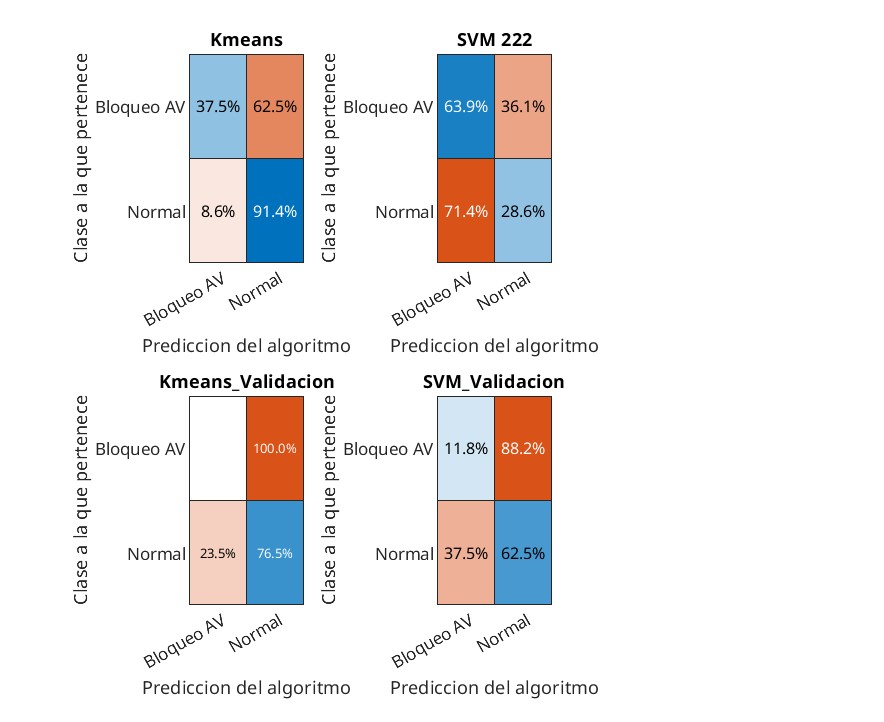 Kmeans
Clase a la que pertenece
Bloqueo AV
37.5%
62.5%
Normal
8.6%
91.4%
Bloqueo AV
Normal
Prediccion del algoritmo
SVM 222
Clase a la que pertenece
Bloqueo AV
63.9%
36.1%
Normal
71.4%
28.6%
Bloqueo AV
Normal
Prediccion del algoritmo
Kmeans_Validacion
Clase a la que pertenece
Bloqueo AV
100.0%
Normal
23.5%
76.5%
Bloqueo AV
Normal
Prediccion del algoritmo
SVM_Validacion
Clase a la que pertenece
Bloqueo AV
11.8%
88.2%
Normal
37.5%
62.5%
Bloqueo AV
Normal
Prediccion del algoritmo